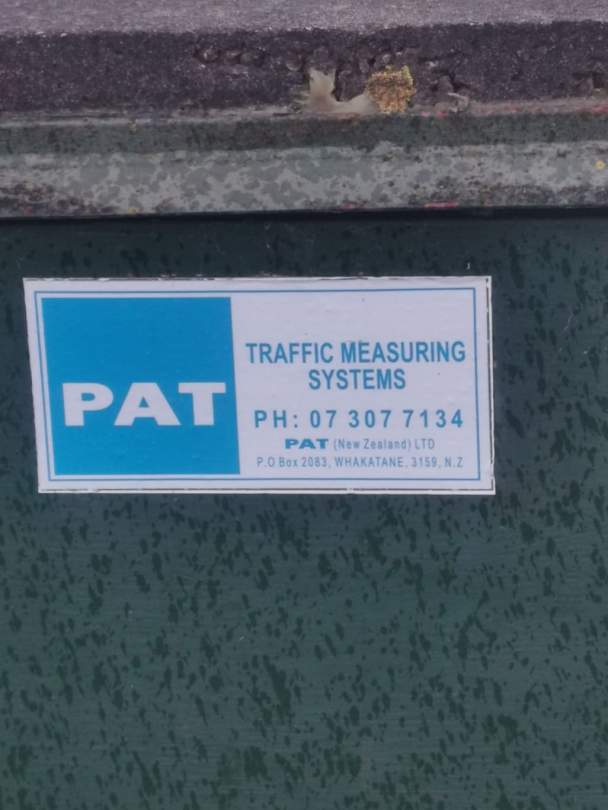 PAT
TRAFFIC MEASURING
SYSTEMS
PH: 07 307 7134
PAT (New Zealand) LTD
P.O Box 2083, WHAKATANE, 3159, N.Z